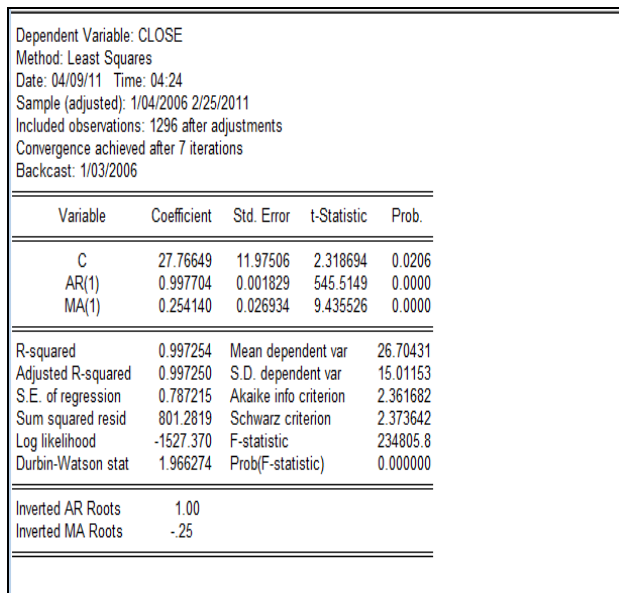 Dependent Variable: CLOSE
Method: Least Squares
Date: 04/09/11 Time: 04:24
Sample (adjusted): 1/04/2006 2/25/2011
Included observations: 1296 after adjustments
Convergence achieved after 7 iterations
Backcast: 1/03/2006
Variable Coefficient Std. Error t-Statistic Prob.
C 27.76649 11.97506 2.318694 0.0206
AR(1) 0.997704 0.001829 545.5149 0.0000
MA(1) 0.254140 0.026934 9.435526 0.0000
R-squared 0.997254 Mean dependent var 26.70431
Adjusted R-squared 0.997250 S.D. dependent var 15.01153
S.E. of regression 0.787215 Akaike info criterion 2.361682
Sum squared resid 801.2819 Schwarz criterion 2.373642
Log likelihood -1527.370 F-statistic 234805.8
Durbin-Watson stat 1.966274 Prob(F-statistic) 0.000000
Inverted AR Roots 1.00
Inverted MA Roots -.25